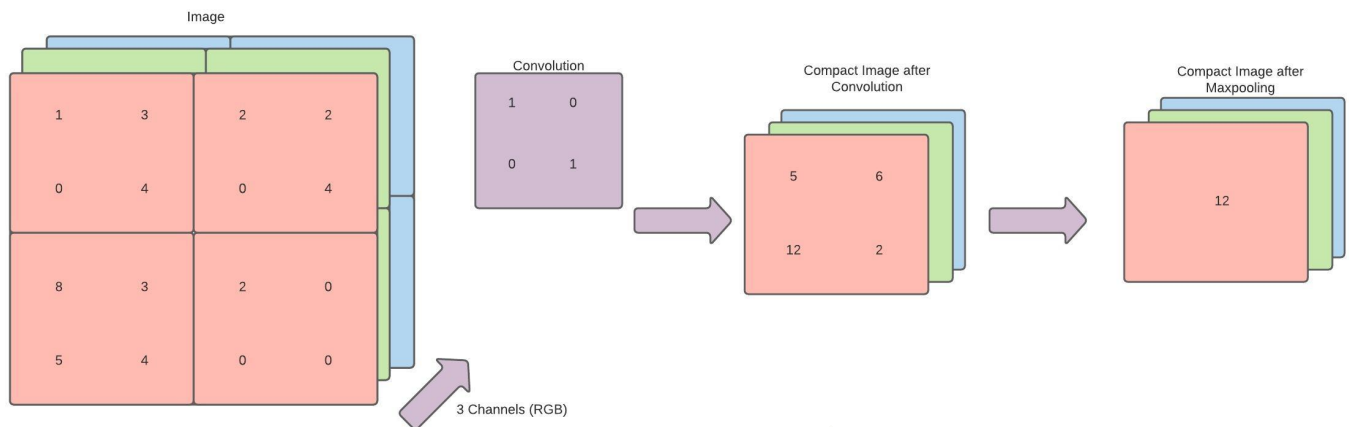 Image
1 3 2 2
0 4 0 4
8 3 2 0
5 4 0 0
3 Channels (RGB)
Convolution
1 0
0 1
Compact Image after
Convolution
5 6
12 2
Compact Image after
Maxpooling
12